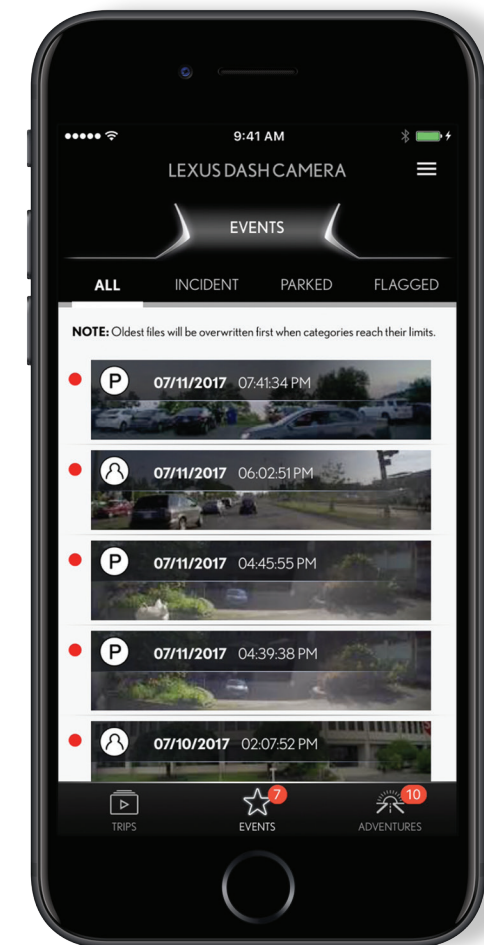 9:41 AM
LEXUS DASH CAMERA
EVENTS
ALL INCIDENT PARKED FLAGGED
NOTE: Oldest files will be overwritten first when categories reach their limits.
P 07/11/2017 07:41:34 PM
07/11/2017 06:02:51 PM
P 07/11/2017 04:45:55 PM
P 07/11/2017 04:39:38 PM
07/10/2017 02:07:52 PM
7 10
TRIPS EVENTS ADVENTURES